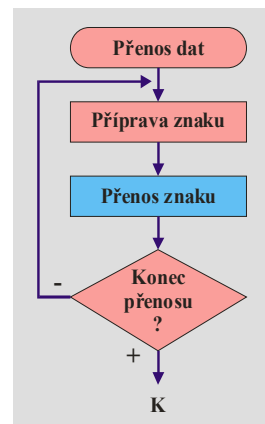 Přenos dat
Příprava znaku
Přenos znaku
Konec
přenosu
?
-
+
K